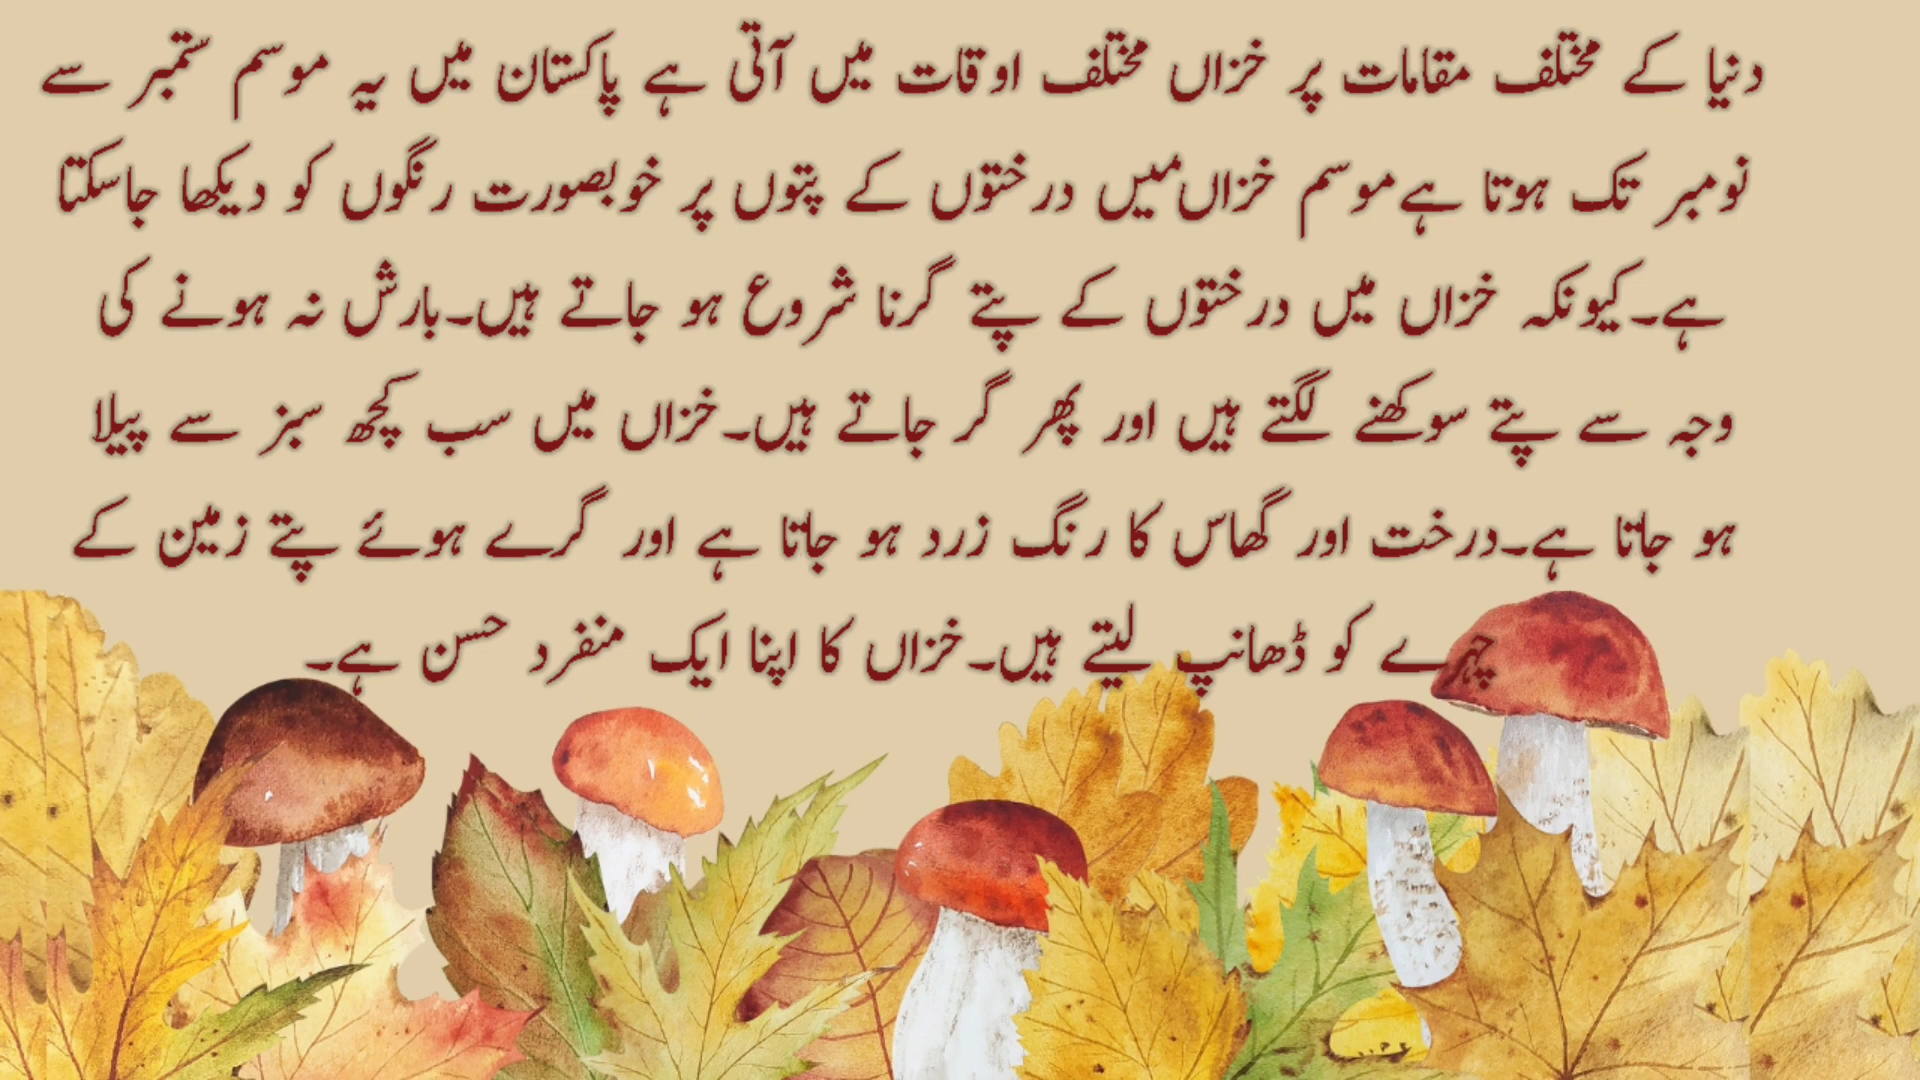 دنیا کے مختلف مقامات پر خزاں مختلف اوقات میں آتی ہے پاکستان میں یہ موسم ستمبر سے
نومبر تک ہوتا ہےموسم خزاں میں درختوں کے پتوں پر خوبصورت رنگوں کو دیکھا جاسکتا
ہے۔کیونکہ خزاں میں درختوں کے پتے گرنا شروع ہو جاتے ہیں۔بارش نہ ہونے کی
وجہ سے پتے سوکھنے لگتے ہیں اور پھر گر جاتے ہیں۔خزاں میں سب کچھ سبز سے پیلا
ہو جاتا ہے۔درخت اور گھاس کا رنگ زرد ہو جاتا ہے اور گرے ہوئے پتے زمین کے
چہرے کو ڈھانپ لیتے ہیں۔خزاں کا اپنا ایک منفرد حسن ہے۔